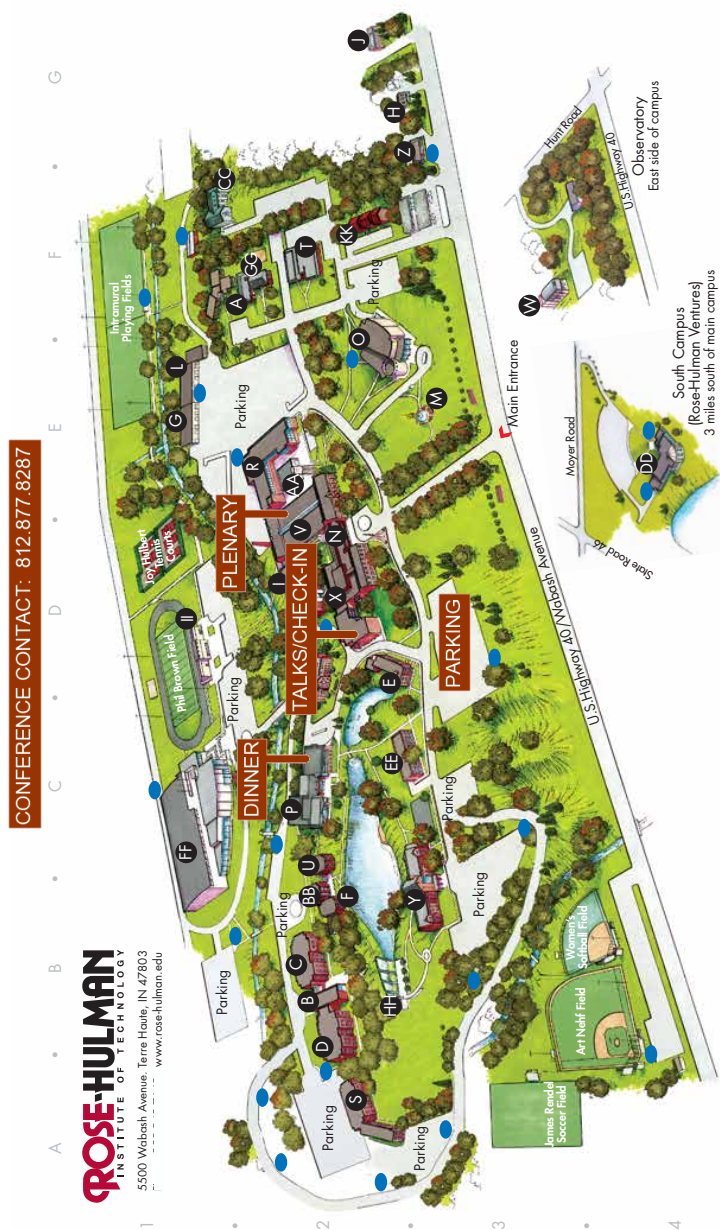 CONFERENCE CONTACT: 812.877.8287
ROSE-HULMAN
INSTITUTE OF TECHNOLOGY
5500 Wabash Avenue. Terre Haute, IN 47803
www.rose-hulman.edu
A
B
C
D
E
F
G
1
2
3
4
Intramural
Playing Fields
Joy Hulbert
Tennis
Courts
Phil Brown Field
II
FF
Parking
Parking
Parking
Parking
DINNER
PLENARY
TALKS/CHECK-IN
PARKING
G
L
R
AA
V
N
I
X
E
EE
P
U
BB
F
C
B
D
S
HH
Y
Parking
Parking
Parking
Parking
Parking
CC
GG
A
T
KK
Parking
O
M
Z
H
J
Main Entrance
U.S.Highway 40/Wabash Avenue
Women's
Softball Field
Art Nehf Field
James Rendel
Soccer Field
Moyer Road
State Road 46
DD
South Campus
(Rose-Hulman Ventures)
3 miles south of main campus
W
Hunt Road
U.S.Highway 40
Observatory
East side of campus